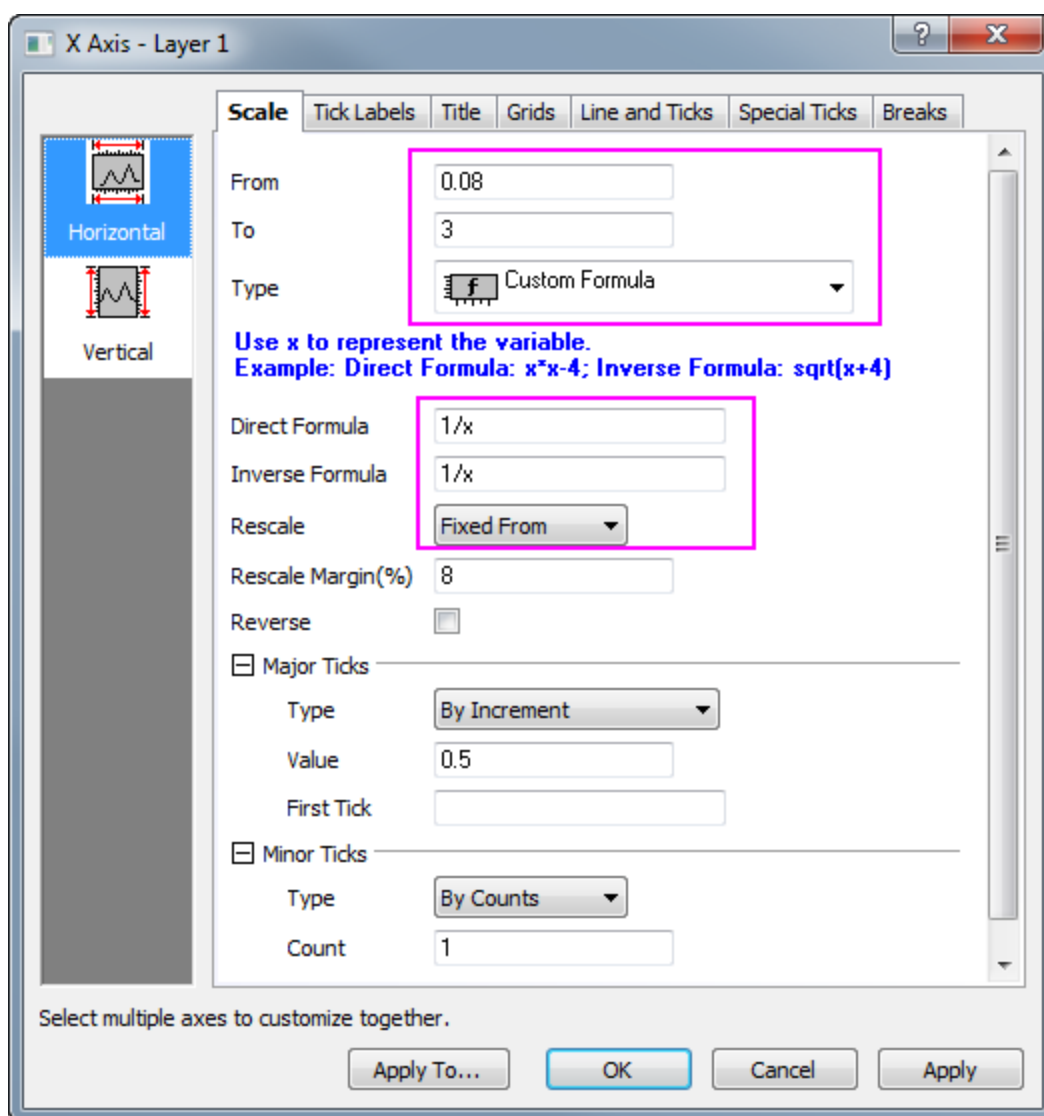 X Axis - Layer 1
Scale Tick Labels Title Grids Line and Ticks Special Ticks Breaks
Horizontal
Vertical
From 0.08
To 3
Type f Custom Formula
Use x to represent the variable.
Example: Direct Formula: x*x-4; Inverse Formula: sqrt(x+4)
Direct Formula 1/x
Inverse Formula 1/x
Rescale Fixed From
Rescale Margin(%) 8
Reverse
Major Ticks
Type By Increment
Value 0.5
First Tick
Minor Ticks
Type By Counts
Count 1
Select multiple axes to customize together.
Apply To... OK Cancel Apply